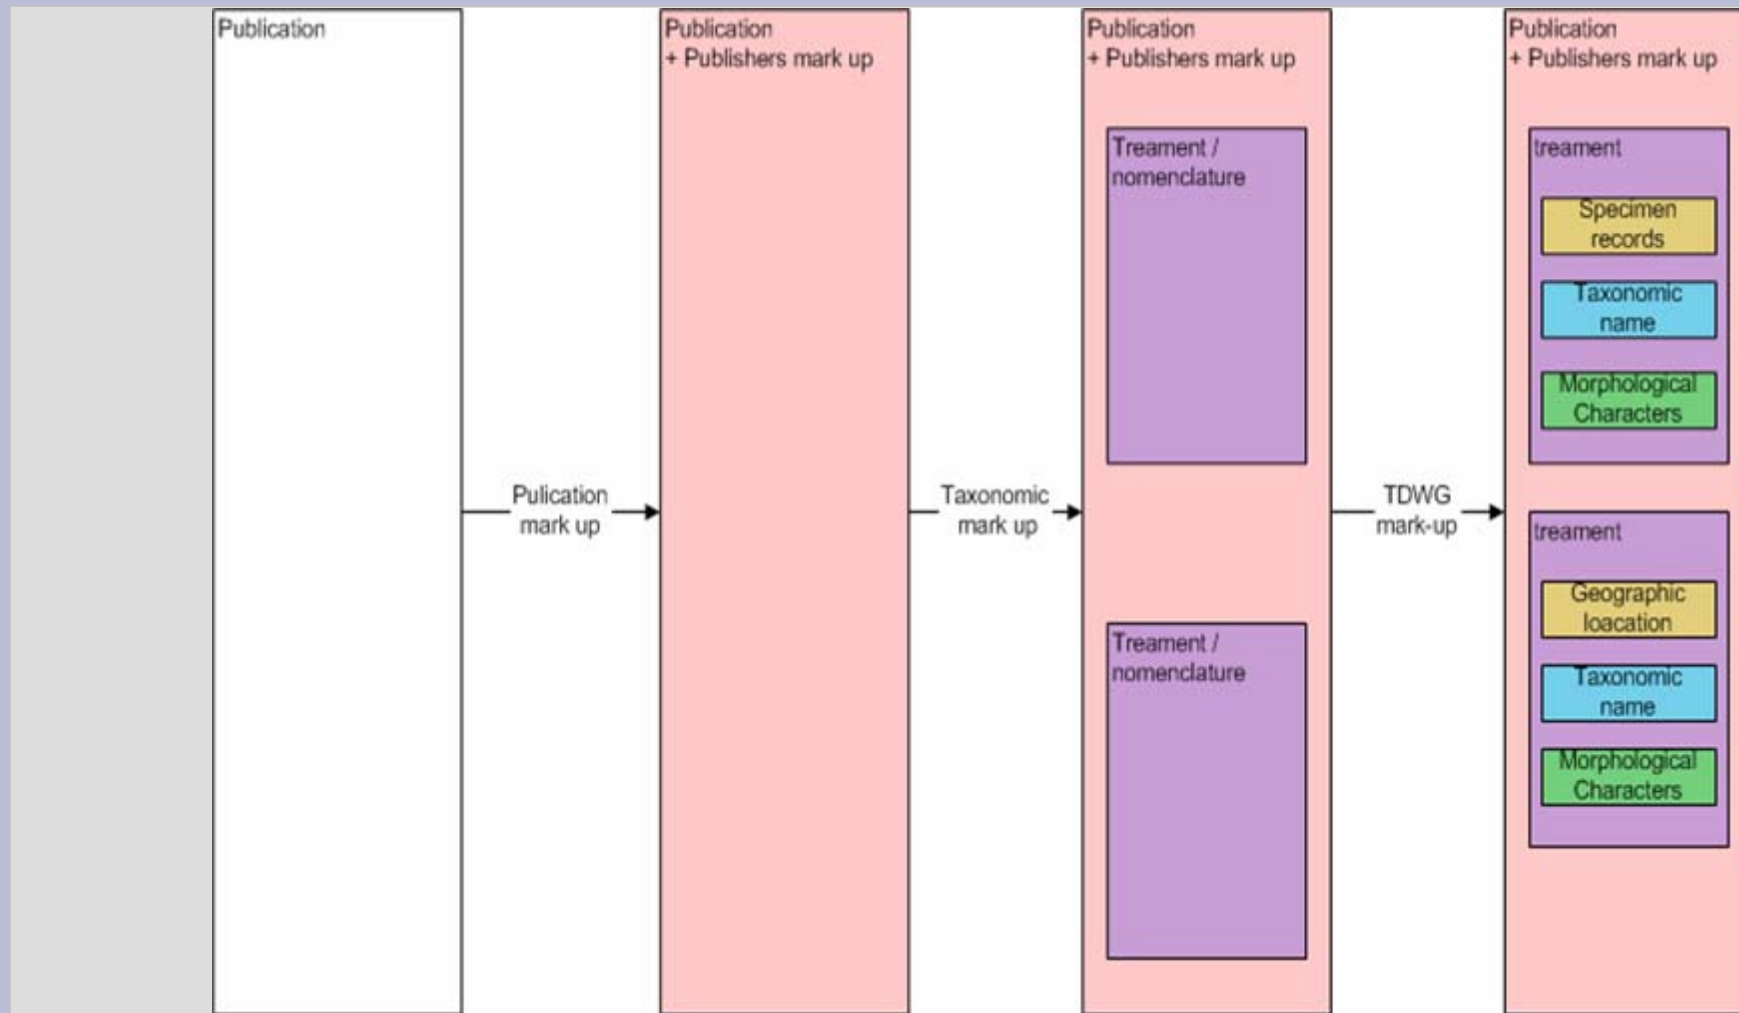 Publication
Pulication
mark up
Publication
+ Publishers mark up
Taxonomic
mark up
Publication
+ Publishers mark up
Treament /
nomenclature
Treament /
nomenclature
TDWG
mark-up
Publication
+ Publishers mark up
treament
Specimen
records
Taxonomic
name
Morphological
Characters
treament
Geographic
loacation
Taxonomic
name
Morphological
Characters